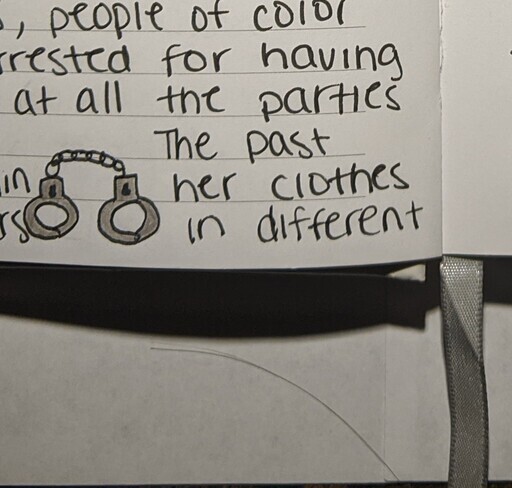 , people of color
rrested for having
at all the parties
The past
in her clothes
rs in different